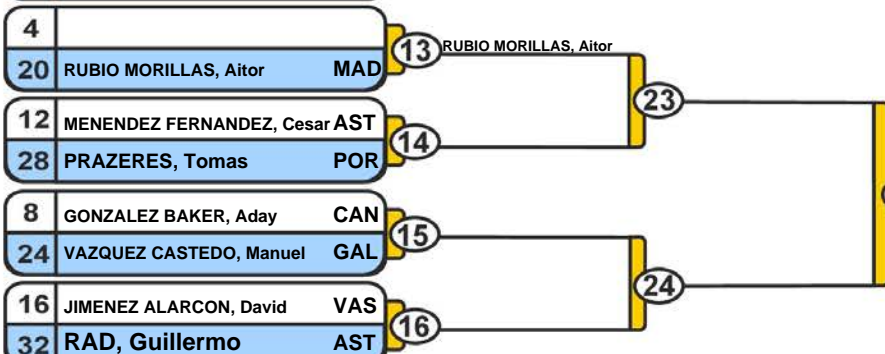 4
20 RUBIO MORILLAS, Aitor MAD
13 RUBIO MORILLAS, Aitor
12 MENENDEZ FERNANDEZ, Cesar AST
28 PRAZERES, Tomas POR
14
23
8 GONZALEZ BAKER, Aday CAN
24 VAZQUEZ CASTEDO, Manuel GAL
15
16 JIMENEZ ALARCON, David VAS
32 RAD, Guillermo AST
16
24